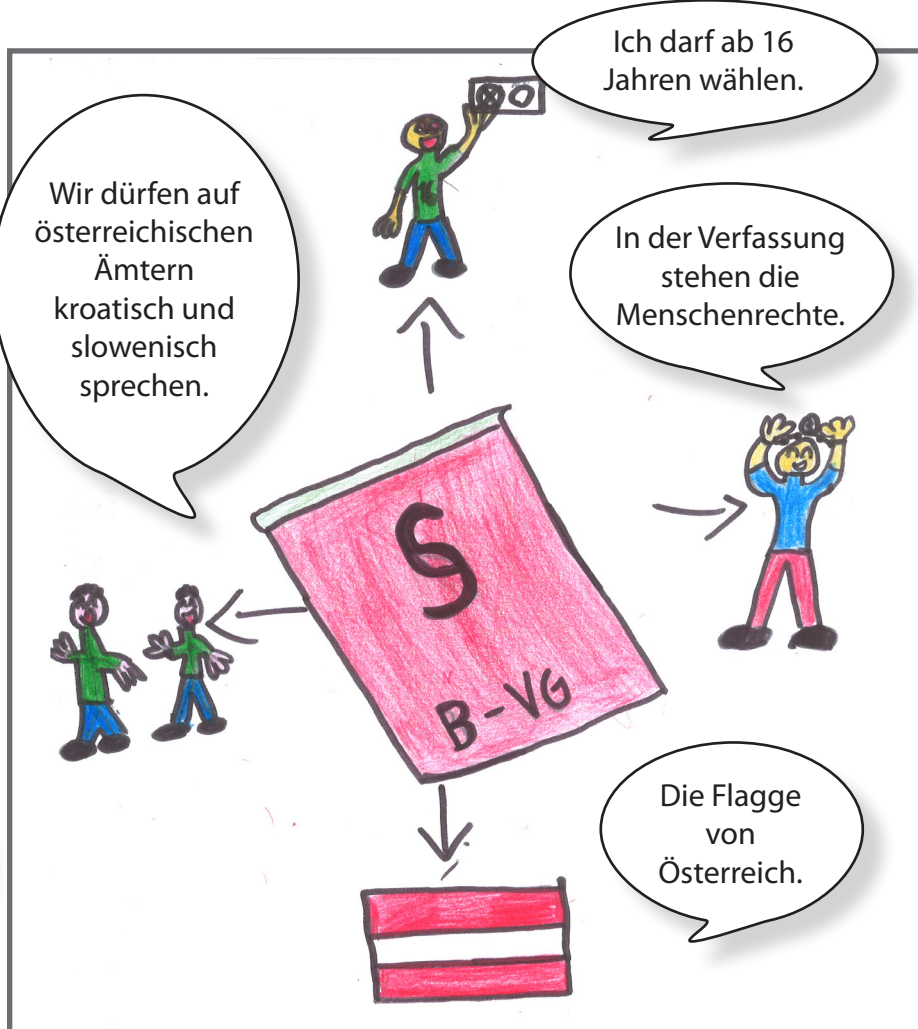 Ich darf ab 16
Jahren wählen.
Wir dürfen auf
österreichischen
Ämtern
kroatisch und
slowenisch
sprechen.
In der Verfassung
stehen die
Menschenrechte.
16
§
B-VG
Die Flagge
von
Österreich.